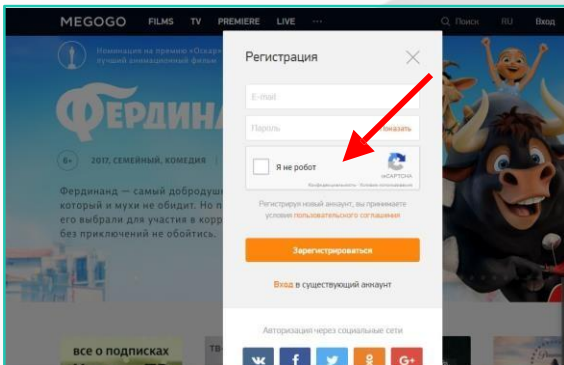 MEGOGO FILMS TV PREMIERE LIVE ··· Поиск RU Вход
Номинация на премию «Оскар»
лучший анимационный фильм
Регистрация
E-mail
Пароль Показать
ФЕРДИНА
Я не робот
reCAPTCHA
Конфиденциальность Условия использования
6+ 2017, СЕМЕЙНЫЙ, КОМЕДИЯ
Фердинанд — самый добродуш
который и мухи не обидит. Но п
его выбрали для участия в корр
без приключений не обойтись.
Регистрируя новый аккаунт, вы принимаете
условия пользовательского соглашения
Зарегистрироваться
Вход в существующий аккаунт
Авторизация через социальные сети
все о подписках
ТВ-
f
G+